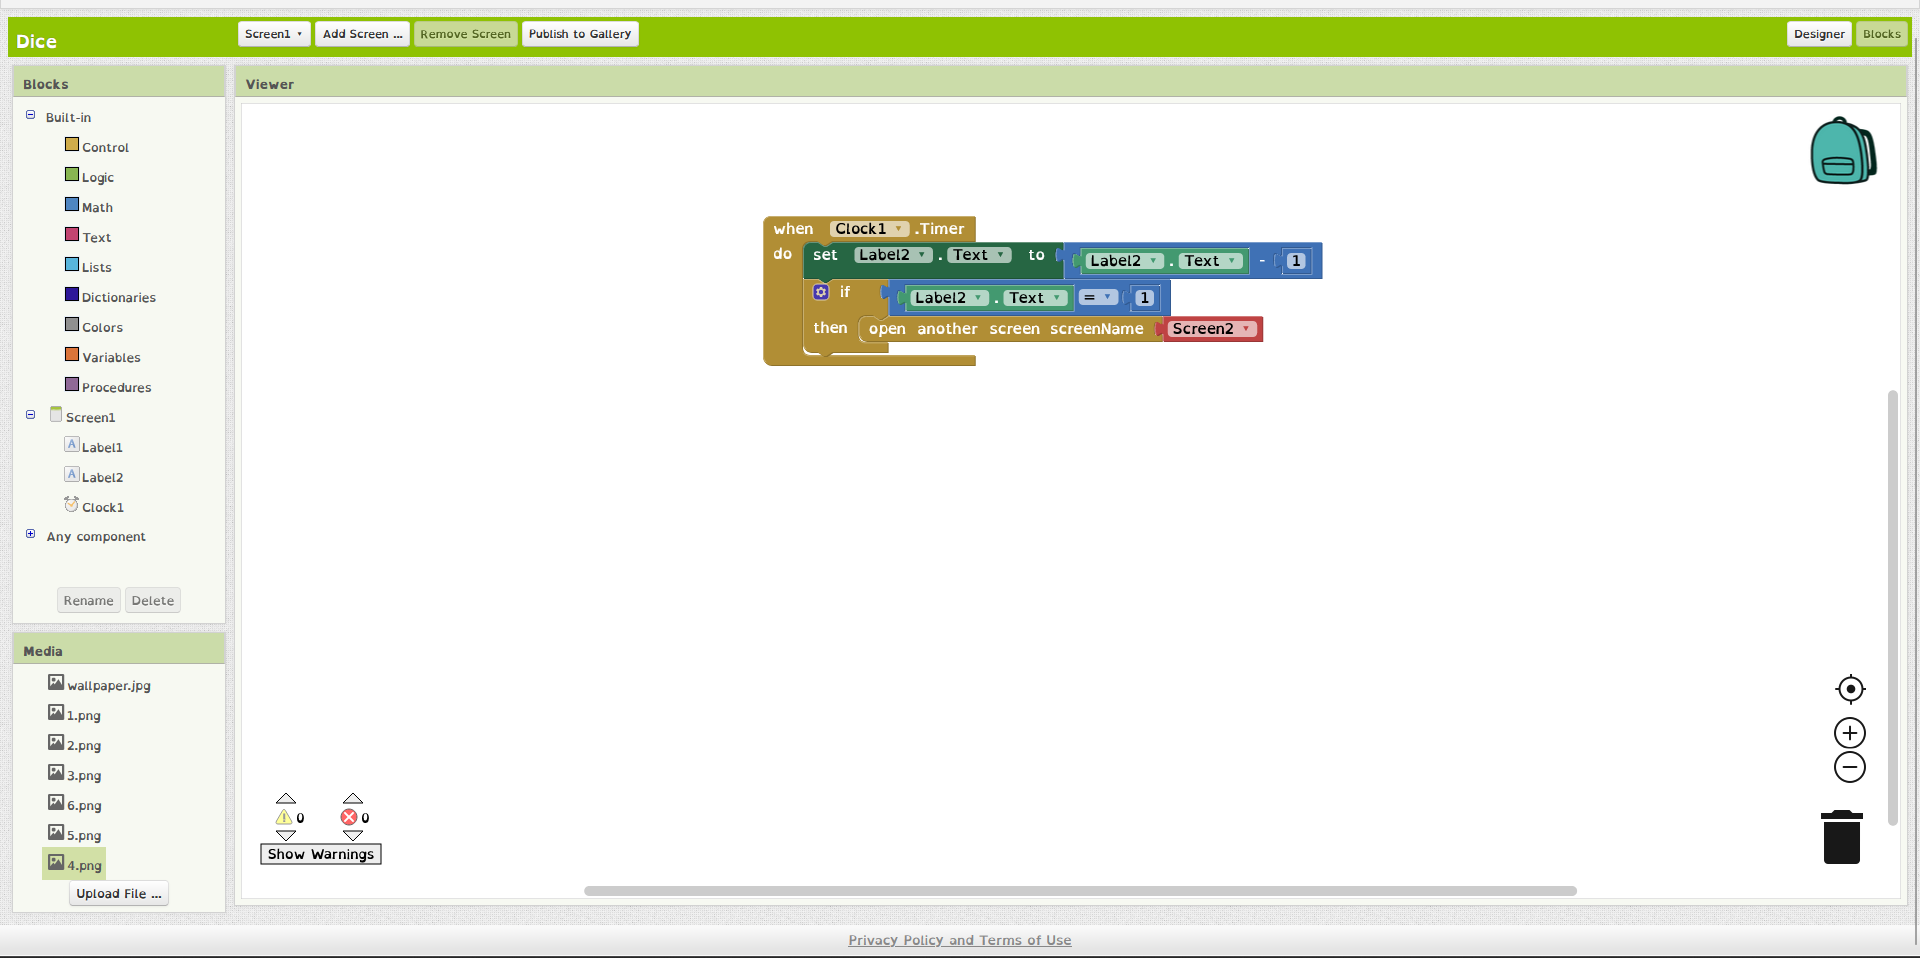 Dice
Screen1
Add Screen ...
Remove Screen
Publish to Gallery
Designer
Blocks
Blocks
Built-in
Control
Logic
Math
Text
Lists
Dictionaries
Colors
Variables
Procedures
Screen1
Label1
Label2
Clock1
Any component
Rename
Delete
Media
wallpaper.jpg
1.png
2.png
3.png
6.png
5.png
4.png
Upload File ...
Viewer
when Clock1 .Timer
do set Label2 . Text to Label2 . Text - 1
if Label2 . Text = 1
then open another screen screenName Screen2
0 0
Show Warnings
Privacy Policy and Terms of Use